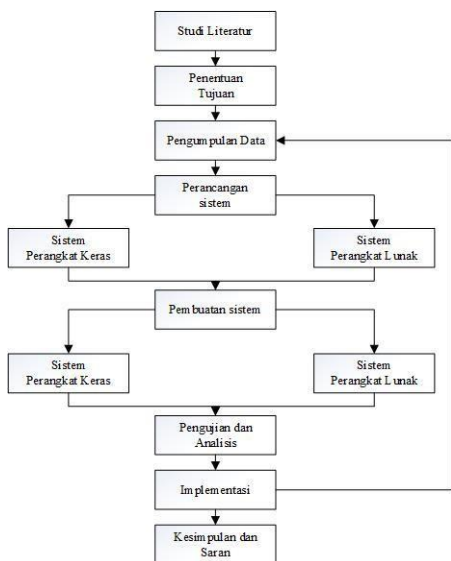 Studi Literatur
Penentuan
Tujuan
Pengumpulan Data
Perancangan
sistem
Sistem
Perangkat Keras
Sistem
Perangkat Lunak
Pembuatan sistem
Sistem
Perangkat Keras
Sistem
Perangkat Lunak
Pengujian dan
Analisis
Implementasi
Kesimpulan dan
Saran